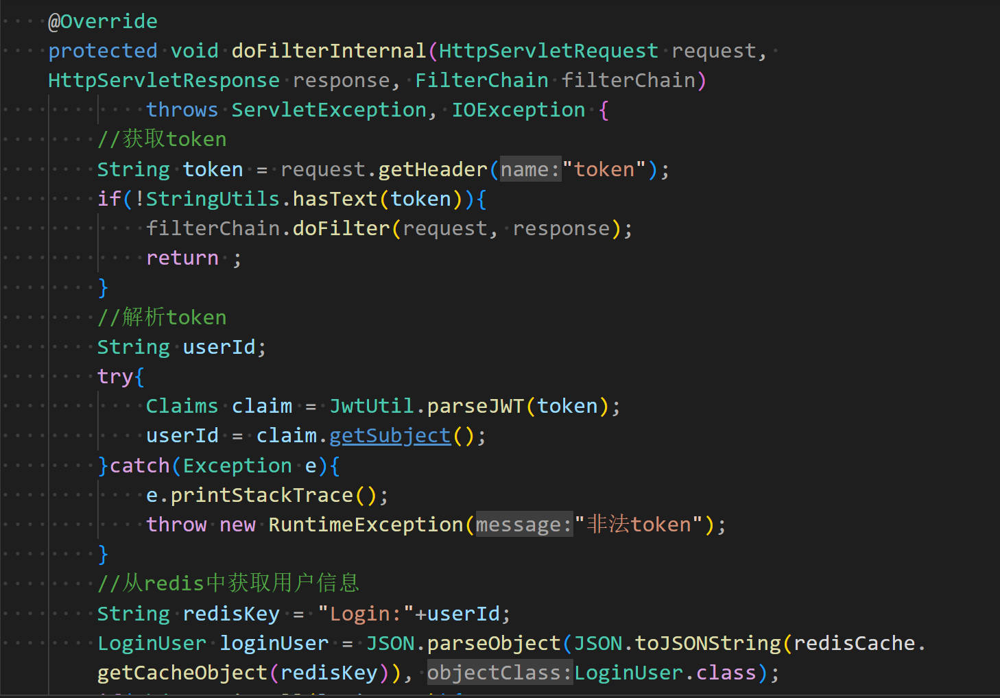 @Override
protected void doFilterInternal(HttpServletRequest request,
HttpServletResponse response, FilterChain filterChain)
throws ServletException, IOException {
//获取token
String token = request.getHeader(name:"token");
if(!StringUtils.hasText(token)){
filterChain.doFilter(request, response);
return ;
}
//解析token
String userId;
try{
Claims claim = JwtUtil.parseJWT(token);
userId = claim.getSubject();
}catch(Exception e){
e.printStackTrace();
throw new RuntimeException(message:"非法token");
}
//从redis中获取用户信息
String redisKey = "Login:"+userId;
LoginUser loginUser = JSON.parseObject(JSON.toJSONString(redisCache.
getCacheObject(redisKey)), objectClass:LoginUser.class);